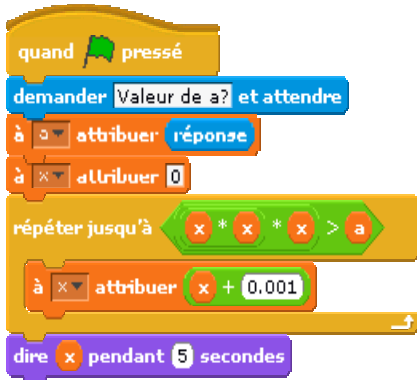 quand pressé
demander Valeur de a? et attendre
à a attribuer réponse
à x attribuer 0
répéter jusqu'à x * x * x > a
à x attribuer x + 0.001
dire x pendant 5 secondes